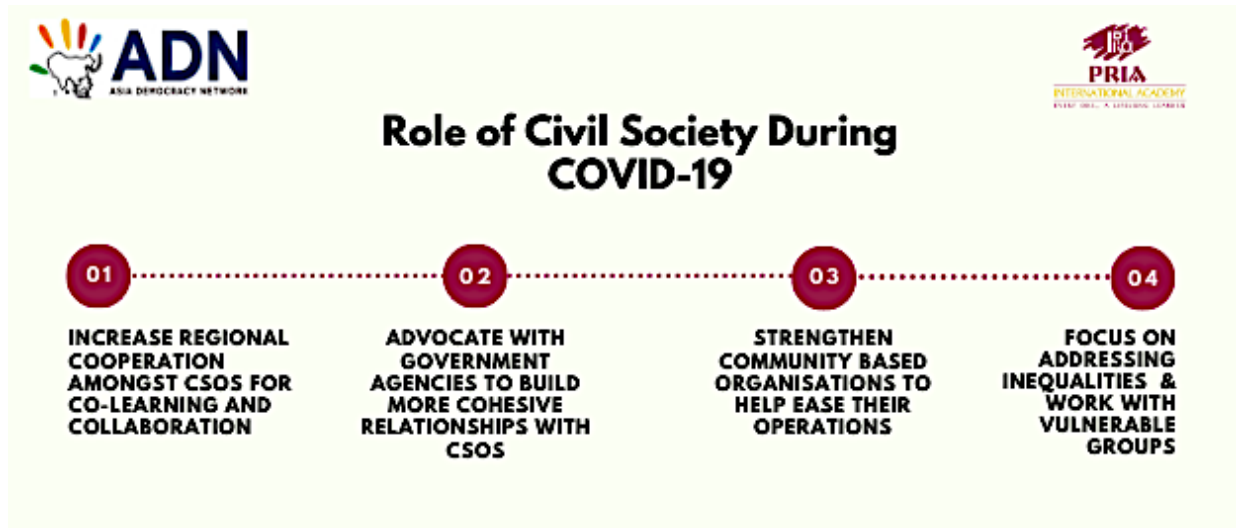 ADN
ASIA DEMOCRACY NETWORK
PRIA
INTERNATIONAL ACADEMY
Role of Civil Society During
COVID-19
01
INCREASE REGIONAL
COOPERATION
AMONGST CSOS FOR
CO-LEARNING AND
COLLABORATION
02
ADVOCATE WITH
GOVERNMENT
AGENCIES TO BUILD
MORE COHESIVE
RELATIONSHIPS WITH
CSOS
03
STRENGTHEN
COMMUNITY BASED
ORGANISATIONS TO
HELP EASE THEIR
OPERATIONS
04
FOCUS ON
ADDRESSING
INEQUALITIES &
WORK WITH
VULNERABLE
GROUPS